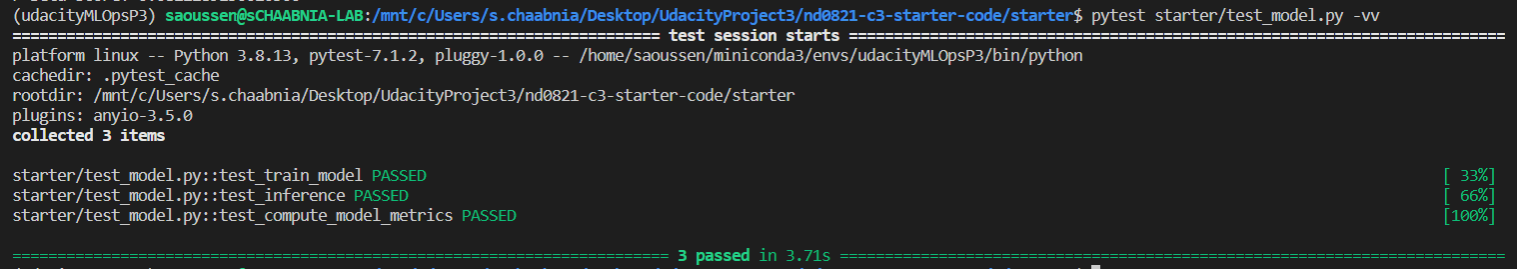 (udacityMLOpsP3) saoussen@sCHAABNIA-LAB:/mnt/c/Users/s.chaabnia/Desktop/UdacityProject3/nd0821-c3-starter-code/starter$ pytest starter/test_model.py -vv
======================================================================== test session starts =========================================================================
platform linux -- Python 3.8.13, pytest-7.1.2, pluggy-1.0.0 -- /home/saoussen/miniconda3/envs/udacityMLOpsP3/bin/python
cachedir: .pytest_cache
rootdir: /mnt/c/Users/s.chaabnia/Desktop/UdacityProject3/nd0821-c3-starter-code/starter
plugins: anyio-3.5.0
collected 3 items
starter/test_model.py::test_train_model PASSED [ 33%]
starter/test_model.py::test_inference PASSED [ 66%]
starter/test_model.py::test_compute_model_metrics PASSED [100%]
========================================================================= 3 passed in 3.71s ==========================================================================